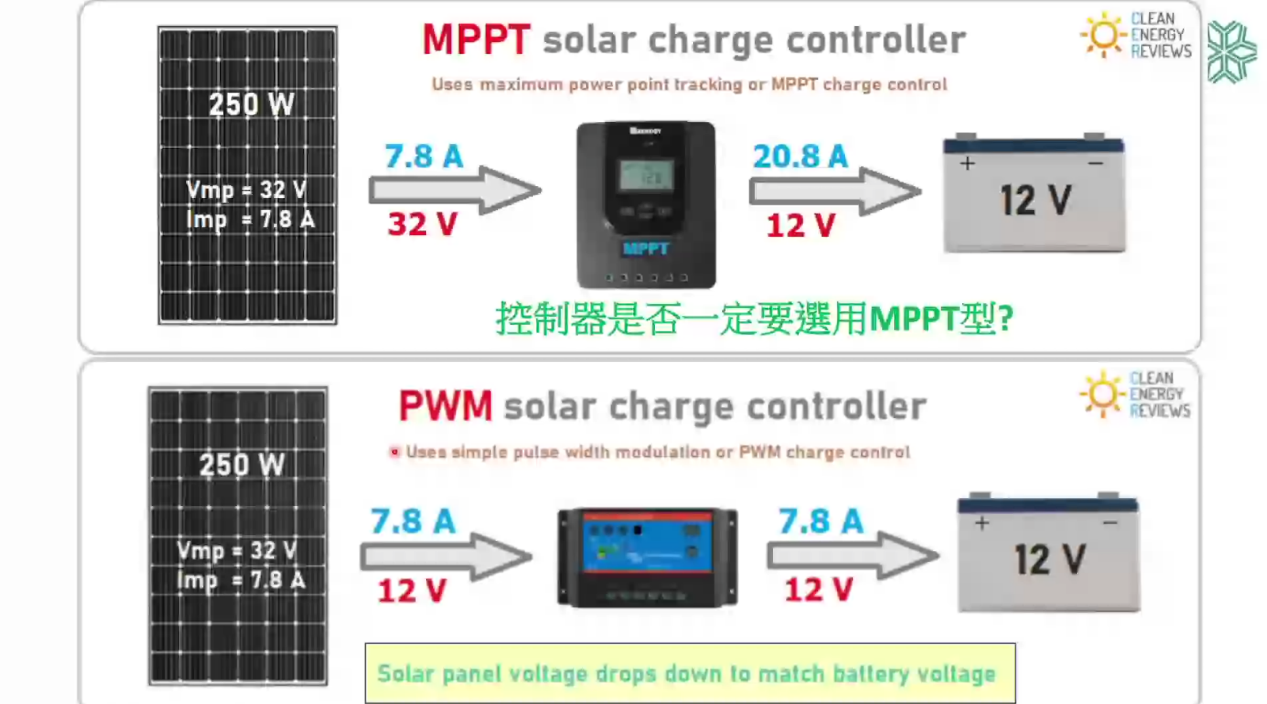 MPPT solar charge controller
CLEAN
ENERGY
REVIEWS
Uses maximum power point tracking or MPPT charge control
250 W
Vmp = 32 V
Imp = 7.8 A
7.8 A
32 V
MPPT
20.8 A
12 V
+ −
12 V
控制器是否一定要選用MPPT型?
PWM solar charge controller
CLEAN
ENERGY
REVIEWS
Uses simple pulse width modulation or PWM charge control
250 W
Vmp = 32 V
Imp = 7.8 A
7.8 A
12 V
7.8 A
12 V
+ −
12 V
Solar panel voltage drops down to match battery voltage